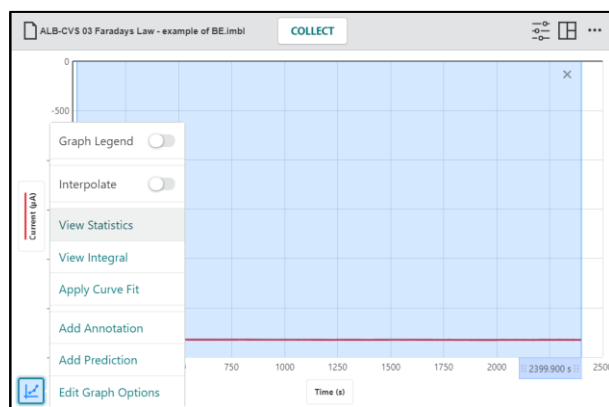 ALB-CVS 03 Faradays Law - example of BE.imbl
COLLECT
0
-500
Graph Legend
Interpolate
View Statistics
View Integral
Apply Curve Fit
Add Annotation
Add Prediction
Edit Graph Options
Current (µA)
750 1000 1250 1500 1750 2000 2500
2399.900 s
Time (s)